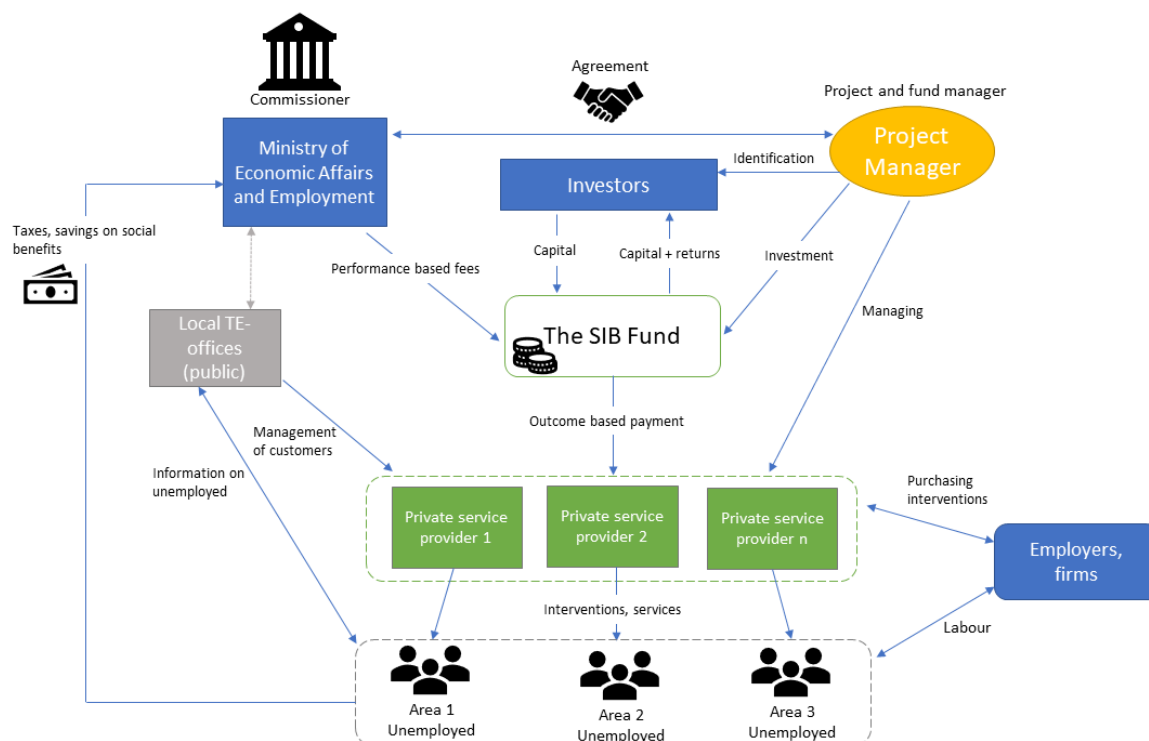 Commissioner
Agreement
Project and fund manager
Ministry of
Economic Affairs
and Employment
Project
Manager
Identification
Investors
Taxes, savings on social
benefits
Capital
Capital + returns
Investment
Performance based fees
Managing
Local TE-
offices
(public)
The SIB Fund
Outcome based payment
Management
of customers
Information on
unemployed
Purchasing
interventions
Private service
provider 1
Private service
provider 2
Private service
provider n
Employers,
firms
Interventions, services
Labour
Area 1
Unemployed
Area 2
Unemployed
Area 3
Unemployed